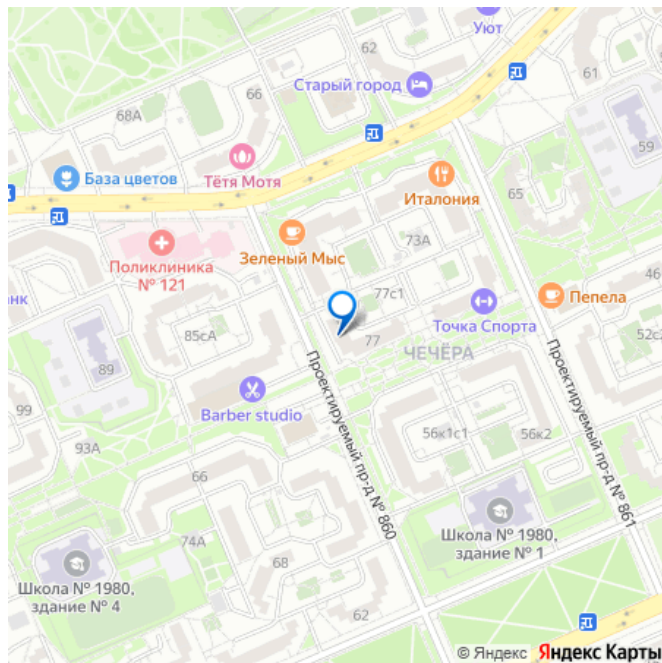 Уют
62
66
Старый город
61
68А
59
База цветов
Тётя Мотя
Италония
65
Поликлиника
№ 121
Зеленый Мыс
73А
77с1
46
Пепела
нк
85сА
77
Точка Спорта
52с2
ЧЕЧЁРА
89
99
Barber studio
Проектируемый пр-д № 860
Проектируемый пр-д № 861
56к1с1
56к2
93А
66
74А
68
Школа № 1980,
здание № 1
Школа № 1980,
здание № 4
62
© Яндекс Яндекс Карты